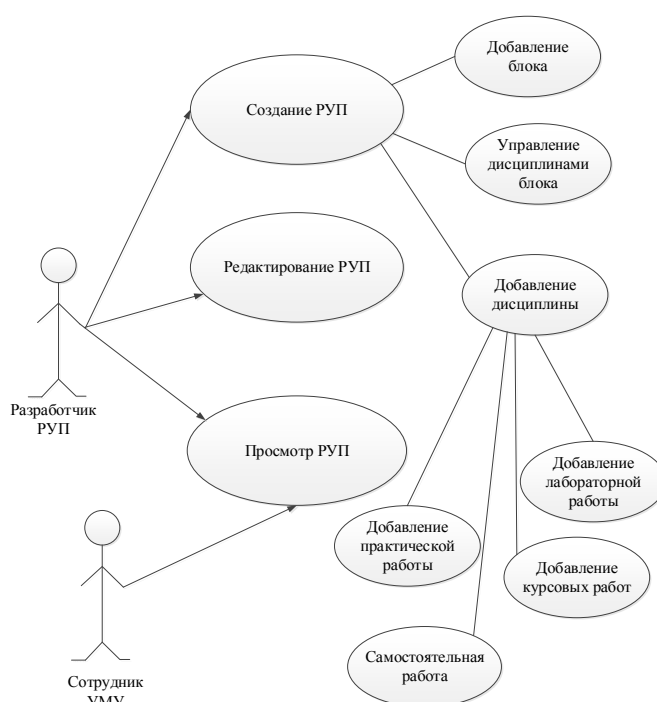 Добавление
блока
Создание РУП
Управление
дисциплинами
блока
Редактирование РУП
Добавление
дисциплины
Разработчик
РУП
Просмотр РУП
Добавление
лабораторной
работы
Добавление
практической
работы
Добавление
курсовых работ
Самостоятельная
работа
Сотрудник
УМУ